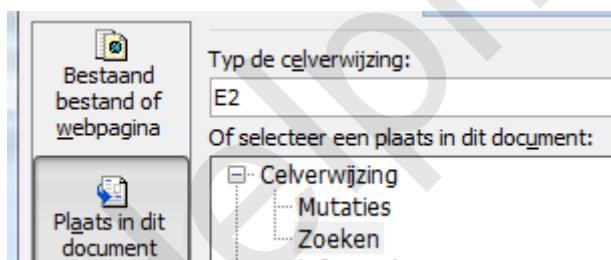 Bestaand
bestand of
webpagina
Plaats in dit
document
Typ de celverwijzing:
E2
Of selecteer een plaats in dit document:
Celverwijzing
Mutaties
Zoeken